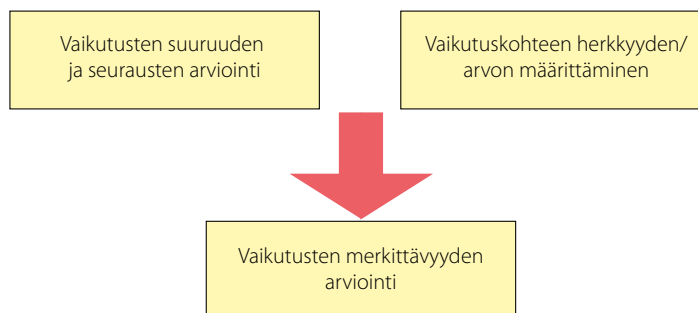 Vaikutusten suuruuden
ja seurausten arviointi
Vaikutuskohteen herkkyyden/
arvon määrittäminen
Vaikutusten merkittävyyden
arviointi